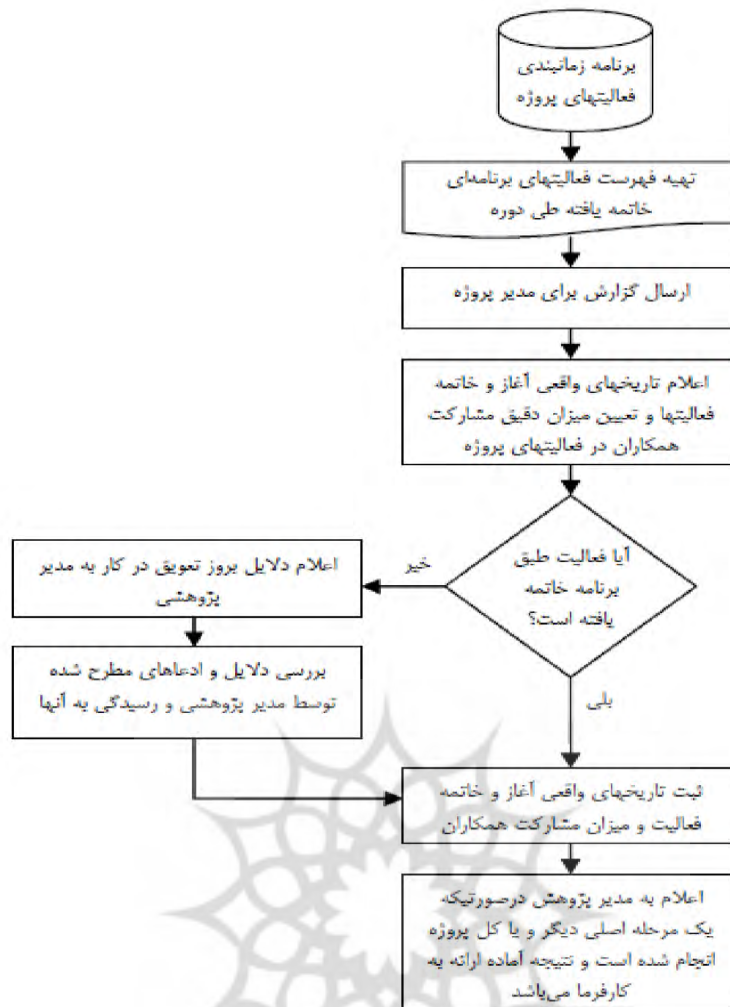 برنامه زمانبندی
فعالیتهای پروژه
تهیه فهرست فعالیتهای برنامه‌ای
خاتمه یافته طی دوره
ارسال گزارش برای مدیر پروژه
اعلام تاریخهای واقعی آغاز و خاتمه
فعالیتها و تعیین میزان دقیق مشارکت
همکاران در فعالیتهای پروژه
آیا فعالیت طبق
برنامه خاتمه
یافته است؟
خیر
اعلام دلایل بروز تعویق در کار به مدیر
پژوهشی
بررسی دلایل و ادعاهای مطرح شده
توسط مدیر پژوهشی و رسیدگی به آنها
بلی
ثبت تاریخهای واقعی آغاز و خاتمه
فعالیت و میزان مشارکت همکاران
اعلام به مدیر پژوهش درصورتیکه
یک مرحله اصلی دیگر و یا کل پروژه
انجام شده است و نتیجه آماده ارائه به
کارفرما می‌باشد